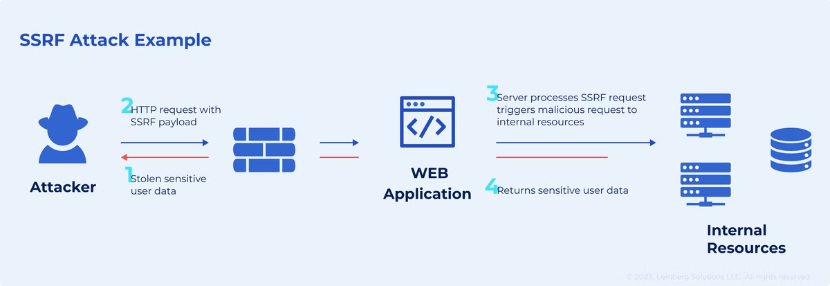 SSRF Attack Example
2
HTTP request with
SSRF payload
1
Stolen sensitive
user data
Attacker
WEB
Application
3
Server processes SSRF request
triggers malicious request to
internal resources
4
Returns sensitive user data
Internal
Resources
© 2023, Lemberg Solutions LLC. All rights reserved